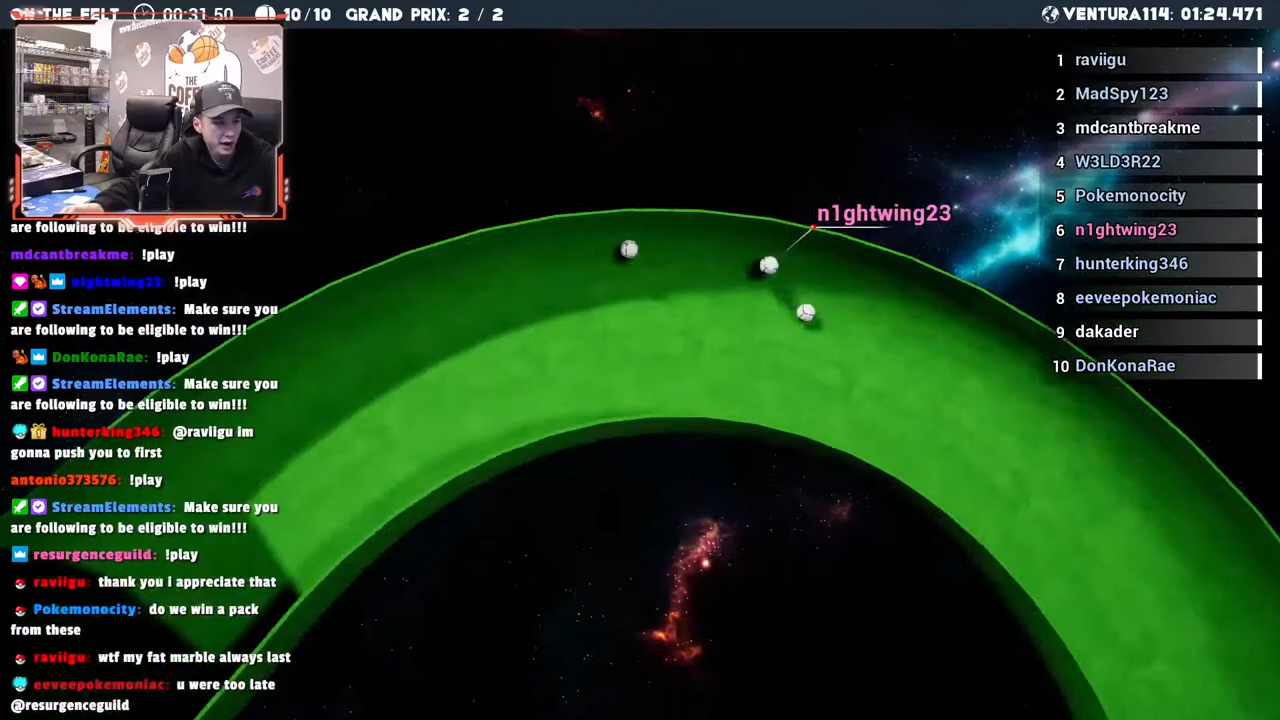 ON THE FELT 00:31.50 10/10 GRAND PRIX: 2 / 2 VENTURA114: 01:24.471
THE
1 raviigu
2 MadSpy123
3 mdcantbreakme
4 W3LD3R22
5 Pokemonocity
6 n1ghtwing23
7 hunterking346
8 eeveepokemoniac
9 dakader
10 DonKonaRae
n1ghtwing23
are following to be eligible to win!!!
mdcantbreakme: !play
n1ghtwing23: !play
StreamElements: Make sure you
are following to be eligible to win!!!
DonKonaRae: !play
StreamElements: Make sure you
are following to be eligible to win!!!
hunterking346: @raviigu im
gonna push you to first
antonio373576: !play
StreamElements: Make sure you
are following to be eligible to win!!!
resurgenceguild: !play
raviigu: thank you i appreciate that
Pokemonocity: do we win a pack
from these
raviigu: wtf my fat marble always last
eeveepokemoniac: u were too late
@resurgenceguild